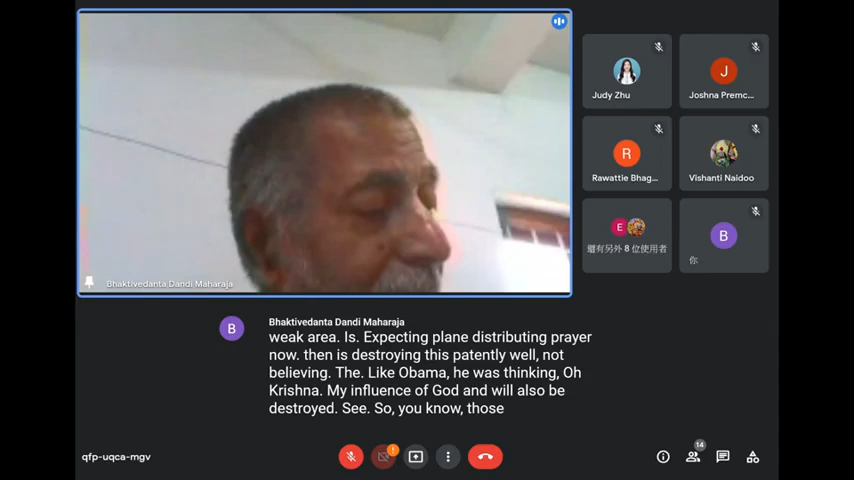 Bhaktivedanta Dandi Maharaja
Judy Zhu
J
Joshna Premc...
R
Rawattie Bhag...
Vishanti Naidoo
E
還有另外 8 位使用者
B
你
B
Bhaktivedanta Dandi Maharaja
weak area. Is. Expecting plane distributing prayer
now. then is destroying this patently well, not
believing. The. Like Obama, he was thinking, Oh
Krishna. My influence of God and will also be
destroyed. See. So, you know, those
qfp-uqca-mgv
14